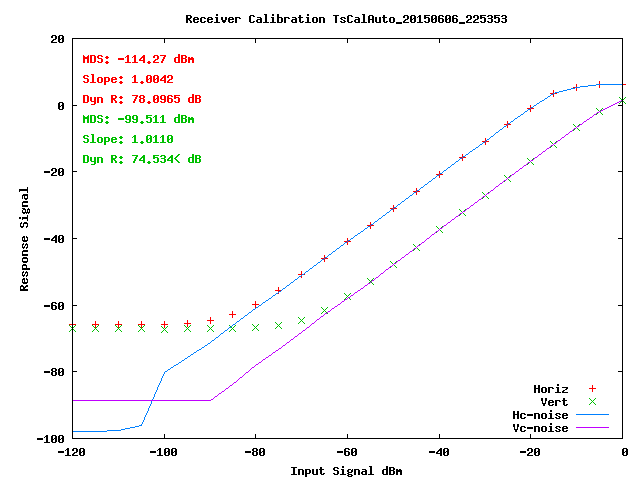 Receiver Calibration TsCalAuto_20150606_225353
MDS: -114.27 dBm
Slope: 1.0042
Dyn R: 78.0965 dB
MDS: -99.511 dBm
Slope: 1.0110
Dyn R: 74.534< dB
20
0
-20
-40
-60
-80
-100
Response Signal
Horiz
Vert
Hc-noise
Vc-noise
-120 -100 -80 -60 -40 -20 0
Input Signal dBm